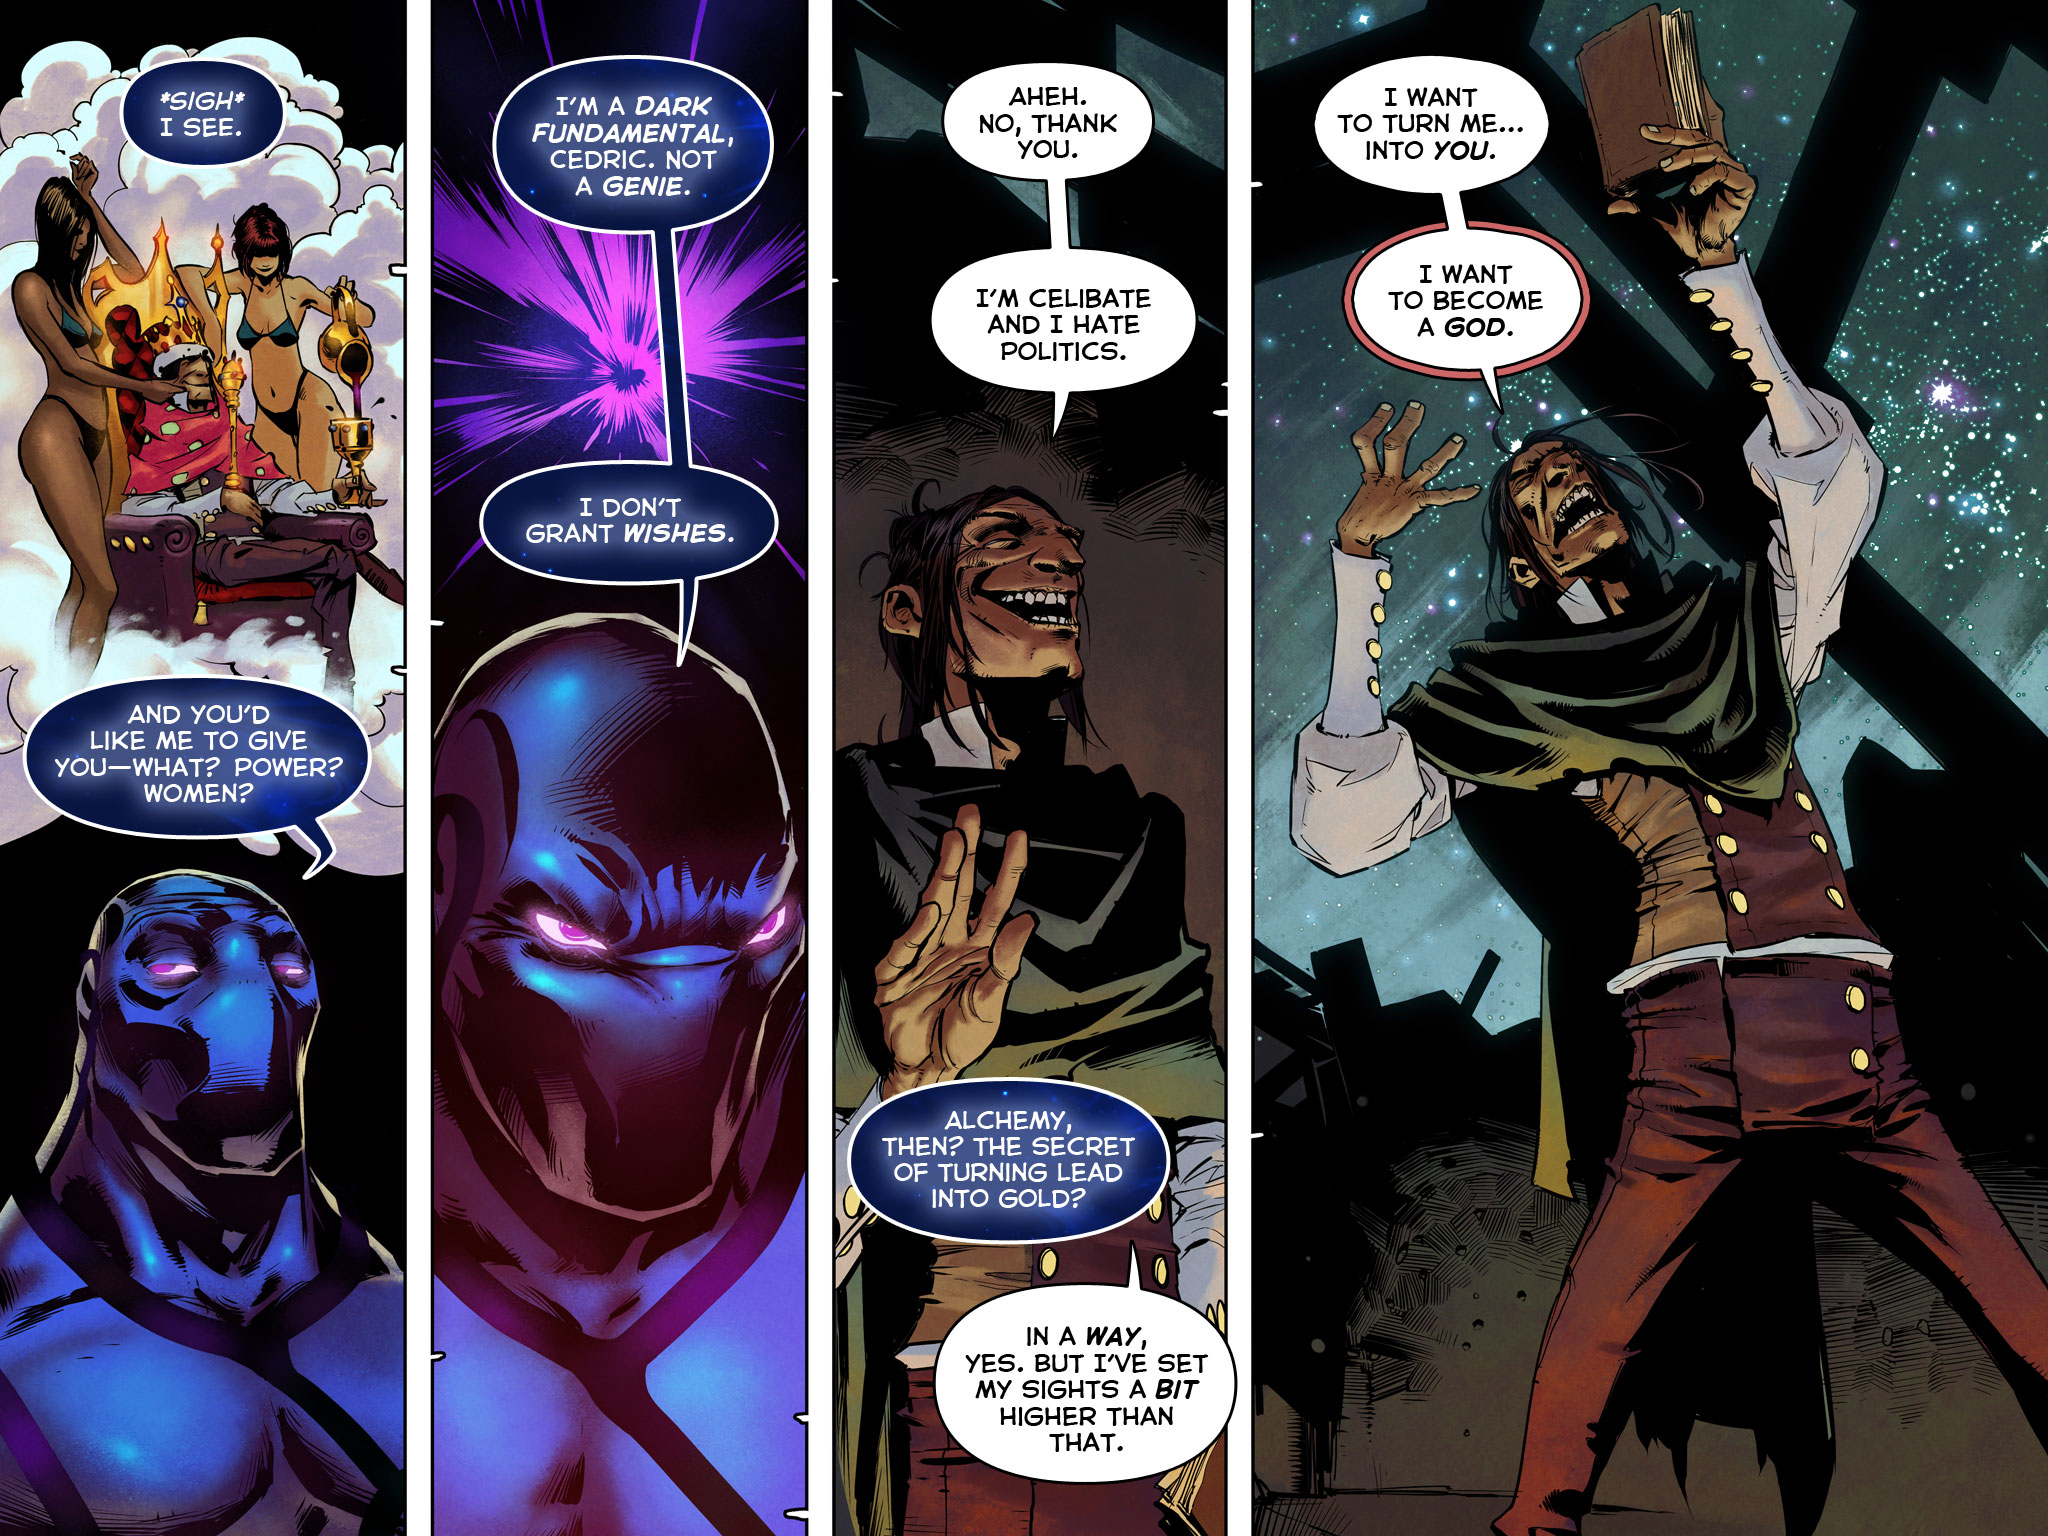 *SIGH*
I SEE.
AND YOU'D
LIKE ME TO GIVE
YOU—WHAT? POWER?
WOMEN?
I'M A DARK
FUNDAMENTAL,
CEDRIC. NOT
A GENIE.
I DON'T
GRANT WISHES.
AHEH.
NO, THANK
YOU.
I'M CELIBATE
AND I HATE
POLITICS.
ALCHEMY,
THEN? THE SECRET
OF TURNING LEAD
INTO GOLD?
IN A WAY,
YES. BUT I'VE SET
MY SIGHTS A BIT
HIGHER THAN
THAT.
I WANT
TO TURN ME...
INTO YOU.
I WANT
TO BECOME
A GOD.